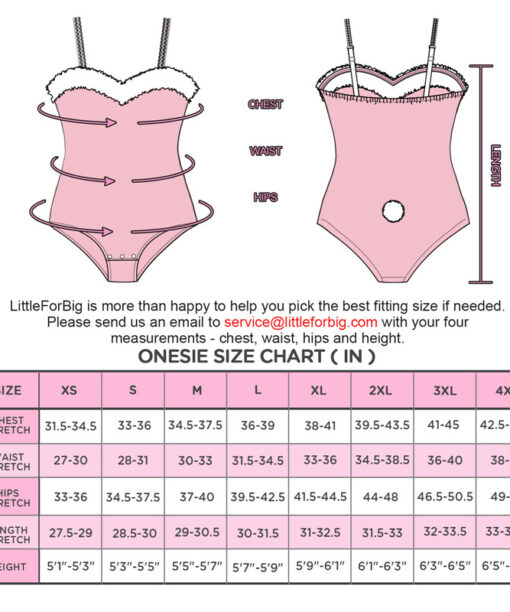 CHEST
WAIST
HIPS
LENGTH
LittleForBig is more than happy to help you pick the best fitting size if needed.
Please send us an email to service@littleforbig.com with your four
measurements - chest, waist, hips and height.
ONESIE SIZE CHART ( IN )
SIZE XS S M L XL 2XL 3XL 4X
HEST 31.5-34.5 33-36 34.5-37.5 36-39 38-41 39.5-43.5 41-45 42.5-
RETCH
AIST 27-30 28-31 30-33 31.5-34.5 33-36 34.5-38.5 36-40 38-
RETCH
HIPS 33-36 34.5-37.5 37-40 39.5-42.5 41.5-44.5 44-48 46.5-50.5 49-
RETCH
NGTH 27.5-29 28.5-30 29-30.5 30-31.5 31-32.5 31.5-33 32-33.5 33-3
RETCH
EIGHT 5'1"-5'3" 5'3"-5'5" 5'5"-5'7" 5'7"-5'9" 5'9"-6'1" 6'1"-6'3" 6'3"-6'5" 6'5"-